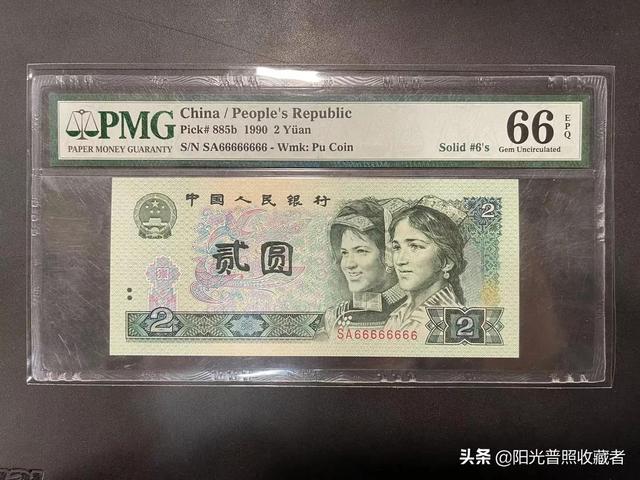 PMG
PAPER MONEY GUARANTY
China / People's Republic
Pick# 885b 1990 2 Yüan
S/N SA66666666 - Wmk: Pu Coin
Solid #6's
66
EPQ
Gem Uncirculated
中国人民银行
2
贰圆
2
SA66666666
2
头条 @阳光普照收藏者